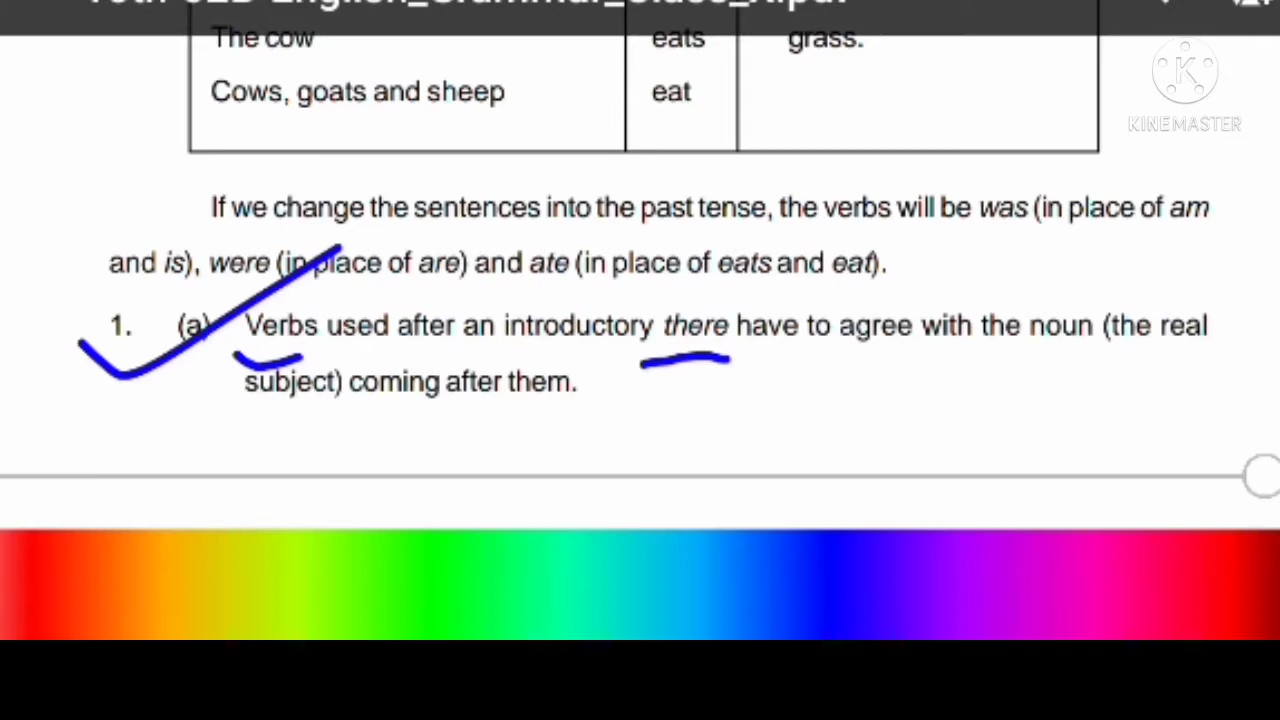 The cow eats grass.
Cows, goats and sheep eat
KINEMASTER
If we change the sentences into the past tense, the verbs will be was (in place of am
and is), were (in place of are) and ate (in place of eats and eat).
1. (a) Verbs used after an introductory there have to agree with the noun (the real
subject) coming after them.